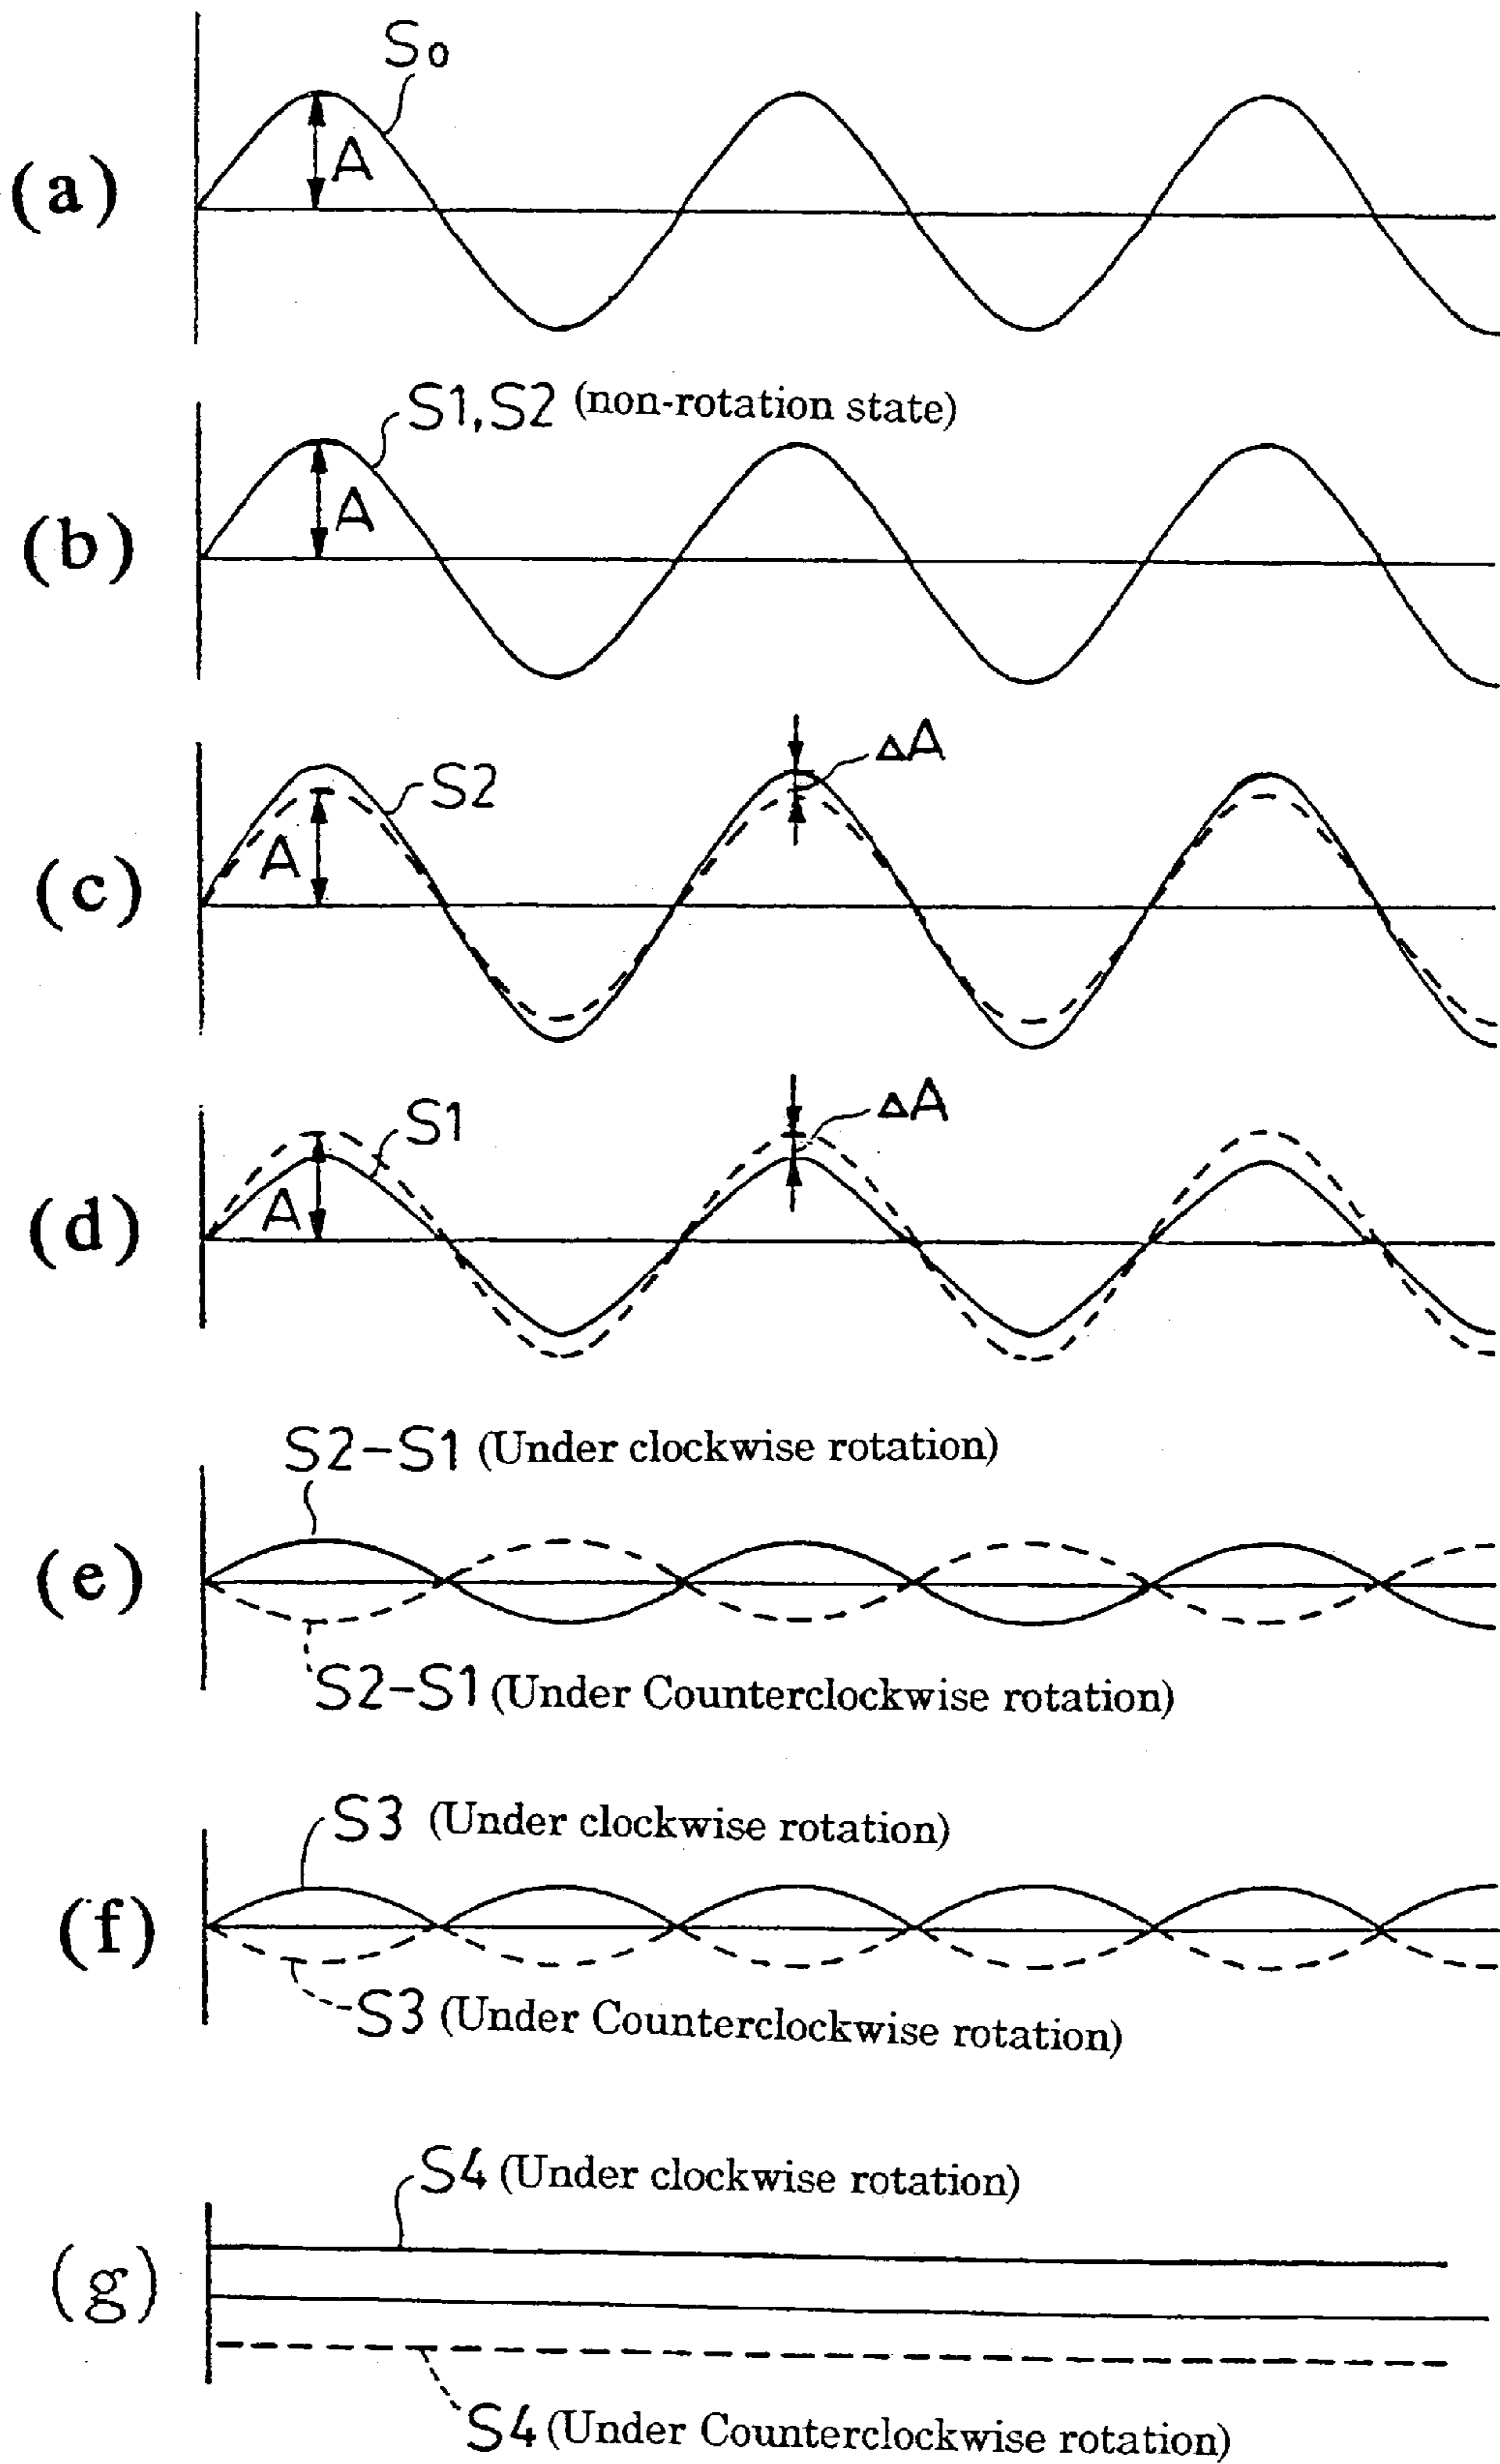 S0
A
(a)
S1,S2 (non-rotation state)
A
(b)
ΔA
S2
A
(c)
ΔA
S1
A
(d)
S2-S1 (Under clockwise rotation)
(e)
S2-S1 (Under Counterclockwise rotation)
S3 (Under clockwise rotation)
(f)
S3 (Under Counterclockwise rotation)
S4 (Under clockwise rotation)
(g)
S4 (Under Counterclockwise rotation)